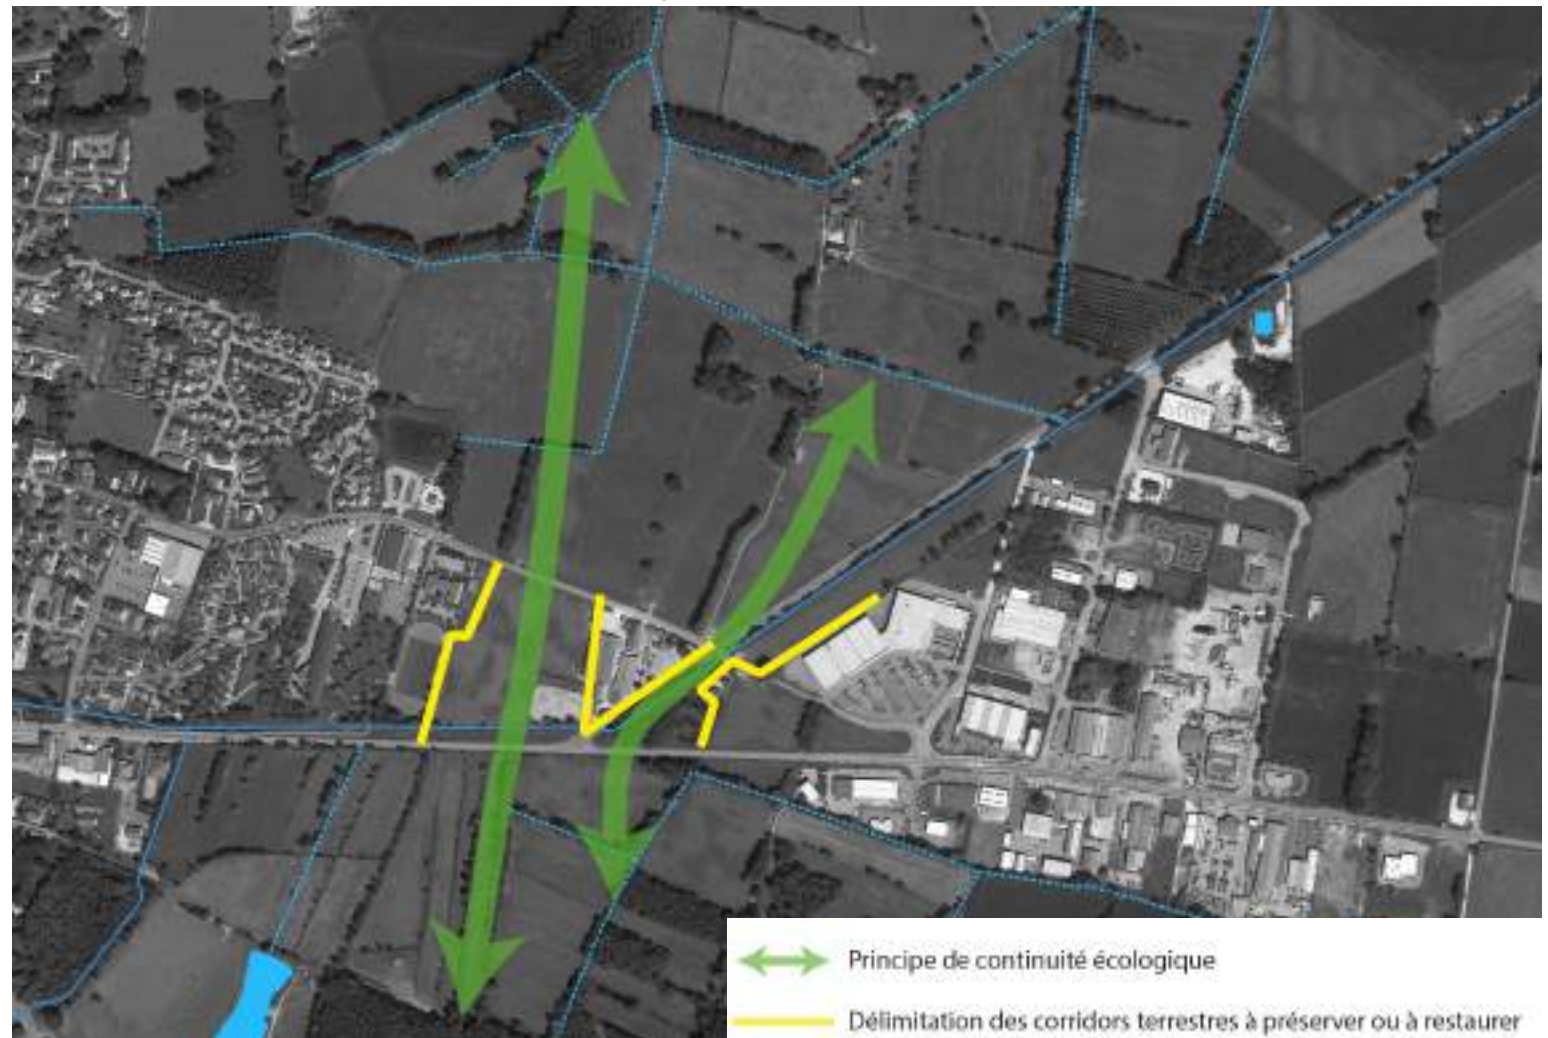 Principe de continuité écologique
Délimitation des corridors terrestres à préserver ou à restaurer